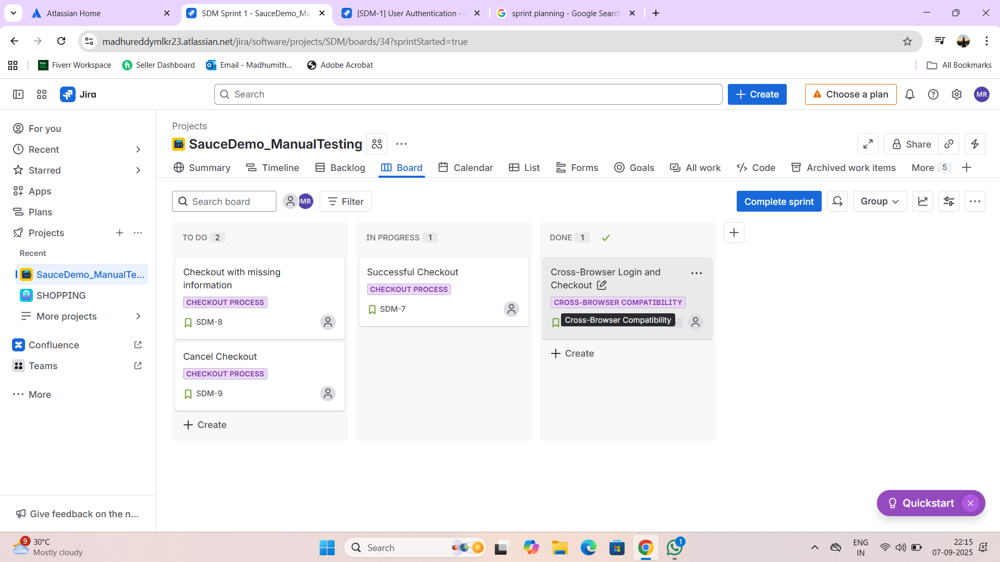 Atlassian Home
SDM Sprint 1 - SauceDemo_Ma
[SDM-1] User Authentication - J
sprint planning - Google Search
madhureddymlkr23.atlassian.net/jira/software/projects/SDM/boards/34?sprintStarted=true
Fiverr Workspace
Seller Dashboard
Email - Madhumith...
Adobe Acrobat
All Bookmarks
Jira
Search
Create
Choose a plan
MR
For you
Recent
Starred
Apps
Plans
Projects
Recent
SauceDemo_ManualTe...
SHOPPING
More projects
Confluence
Teams
More
Give feedback on the n...
Projects
SauceDemo_ManualTesting
Share
Summary
Timeline
Backlog
Board
Calendar
List
Forms
Goals
All work
Code
Archived work items
More 5
Search board
MR
Filter
Complete sprint
Group
TO DO 2
Checkout with missing
information
CHECKOUT PROCESS
SDM-8
Cancel Checkout
CHECKOUT PROCESS
SDM-9
Create
IN PROGRESS 1
Successful Checkout
CHECKOUT PROCESS
SDM-7
DONE 1
Cross-Browser Login and
Checkout
CROSS-BROWSER COMPATIBILITY
Cross-Browser Compatibility
Create
Quickstart
9
30°C
Mostly cloudy
Search
1
ENG
IN
22:15
07-09-2025